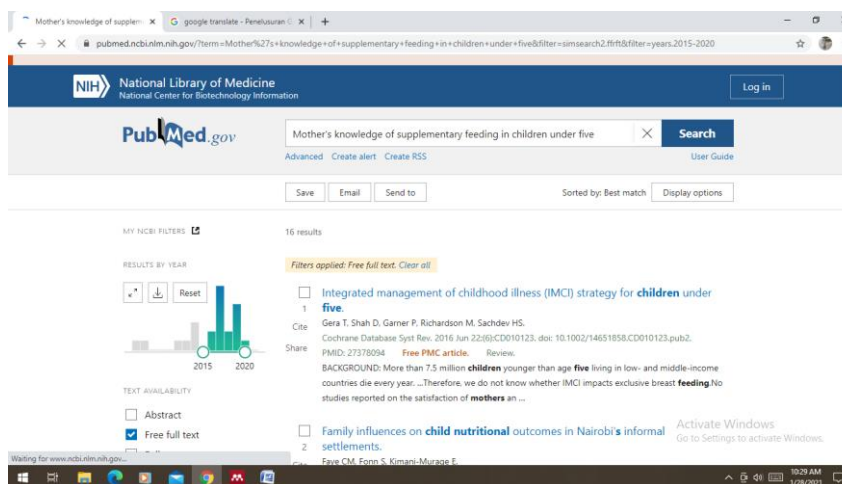 Mother's knowledge of supplem
google translate - Penelusuran G
pubmed.ncbi.nlm.nih.gov/?term=Mother%27s+knowledge+of+supplementary+feeding+in+children+under+five&filter=simsearch2.ffrft&filter=years.2015-2020
NIH
National Library of Medicine
National Center for Biotechnology Information
Log in
PubMed.gov
Mother's knowledge of supplementary feeding in children under five
Search
Advanced Create alert Create RSS
User Guide
Save Email Send to
Sorted by: Best match Display options
MY NCBI FILTERS
16 results
RESULTS BY YEAR
Reset
2015 2020
TEXT AVAILABILITY
Abstract
Free full text
Filters applied: Free full text. Clear all
1
Cite
Share
Integrated management of childhood illness (IMCI) strategy for children under
five.
Gera T, Shah D, Garner P, Richardson M, Sachdev HS.
Cochrane Database Syst Rev. 2016 Jun 22;(6):CD010123. doi: 10.1002/14651858.CD010123.pub2.
PMID: 27378094 Free PMC article. Review.
BACKGROUND: More than 7.5 million children younger than age five living in low- and middle-income
countries die every year. ...Therefore, we do not know whether IMCI impacts exclusive breast feeding.No
studies reported on the satisfaction of mothers an ...
2
Family influences on child nutritional outcomes in Nairobi's informal
settlements.
Faye CM, Fonn S, Kimani-Murage E.
Activate Windows
Go to Settings to activate Windows.
Waiting for www.ncbi.nlm.nih.gov...
10:29 AM
1/28/2021